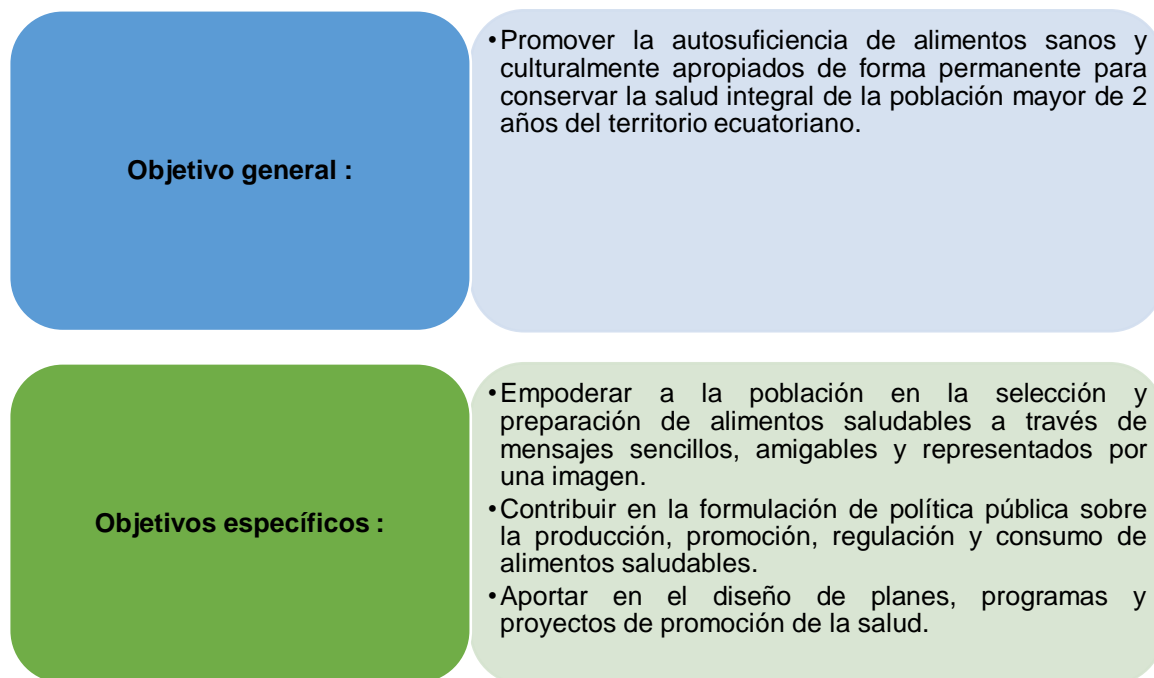 Objetivo general :
•Promover la autosuficiencia de alimentos sanos y
culturalmente apropiados de forma permanente para
conservar la salud integral de la población mayor de 2
años del territorio ecuatoriano.
Objetivos específicos :
•Empoderar a la población en la selección y
preparación de alimentos saludables a través de
mensajes sencillos, amigables y representados por
una imagen.
•Contribuir en la formulación de política pública sobre
la producción, promoción, regulación y consumo de
alimentos saludables.
•Aportar en el diseño de planes, programas y
proyectos de promoción de la salud.